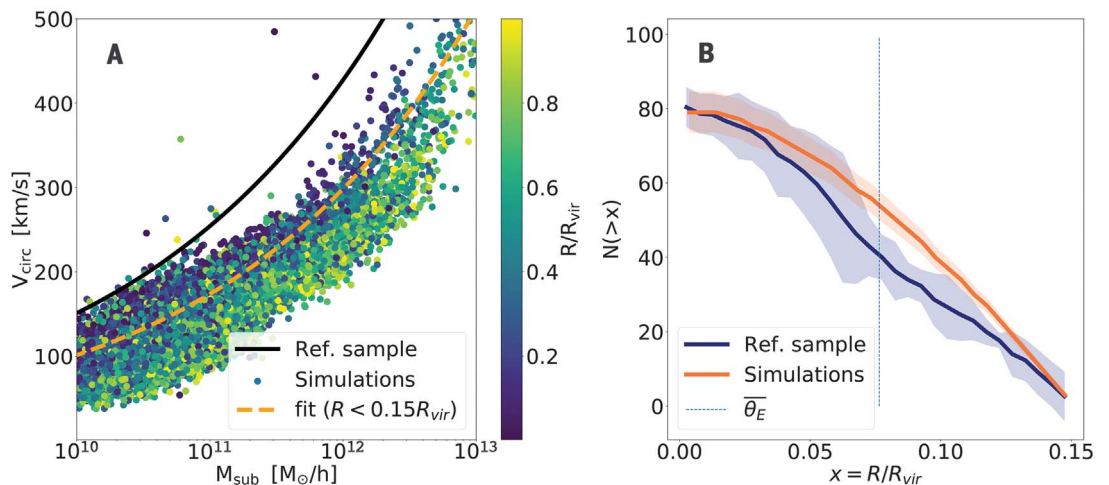 A
500
400
300
200
100
V_circ [km/s]
10^10
10^11
10^12
10^13
M_sub [M_⊙/h]
Ref. sample
Simulations
fit (R < 0.15R_vir)
0.8
0.6
0.4
0.2
R/R_vir
B
100
80
60
40
20
0
N(>x)
0.00
0.05
0.10
0.15
x = R/R_vir
Ref. sample
Simulations
θ̅_E